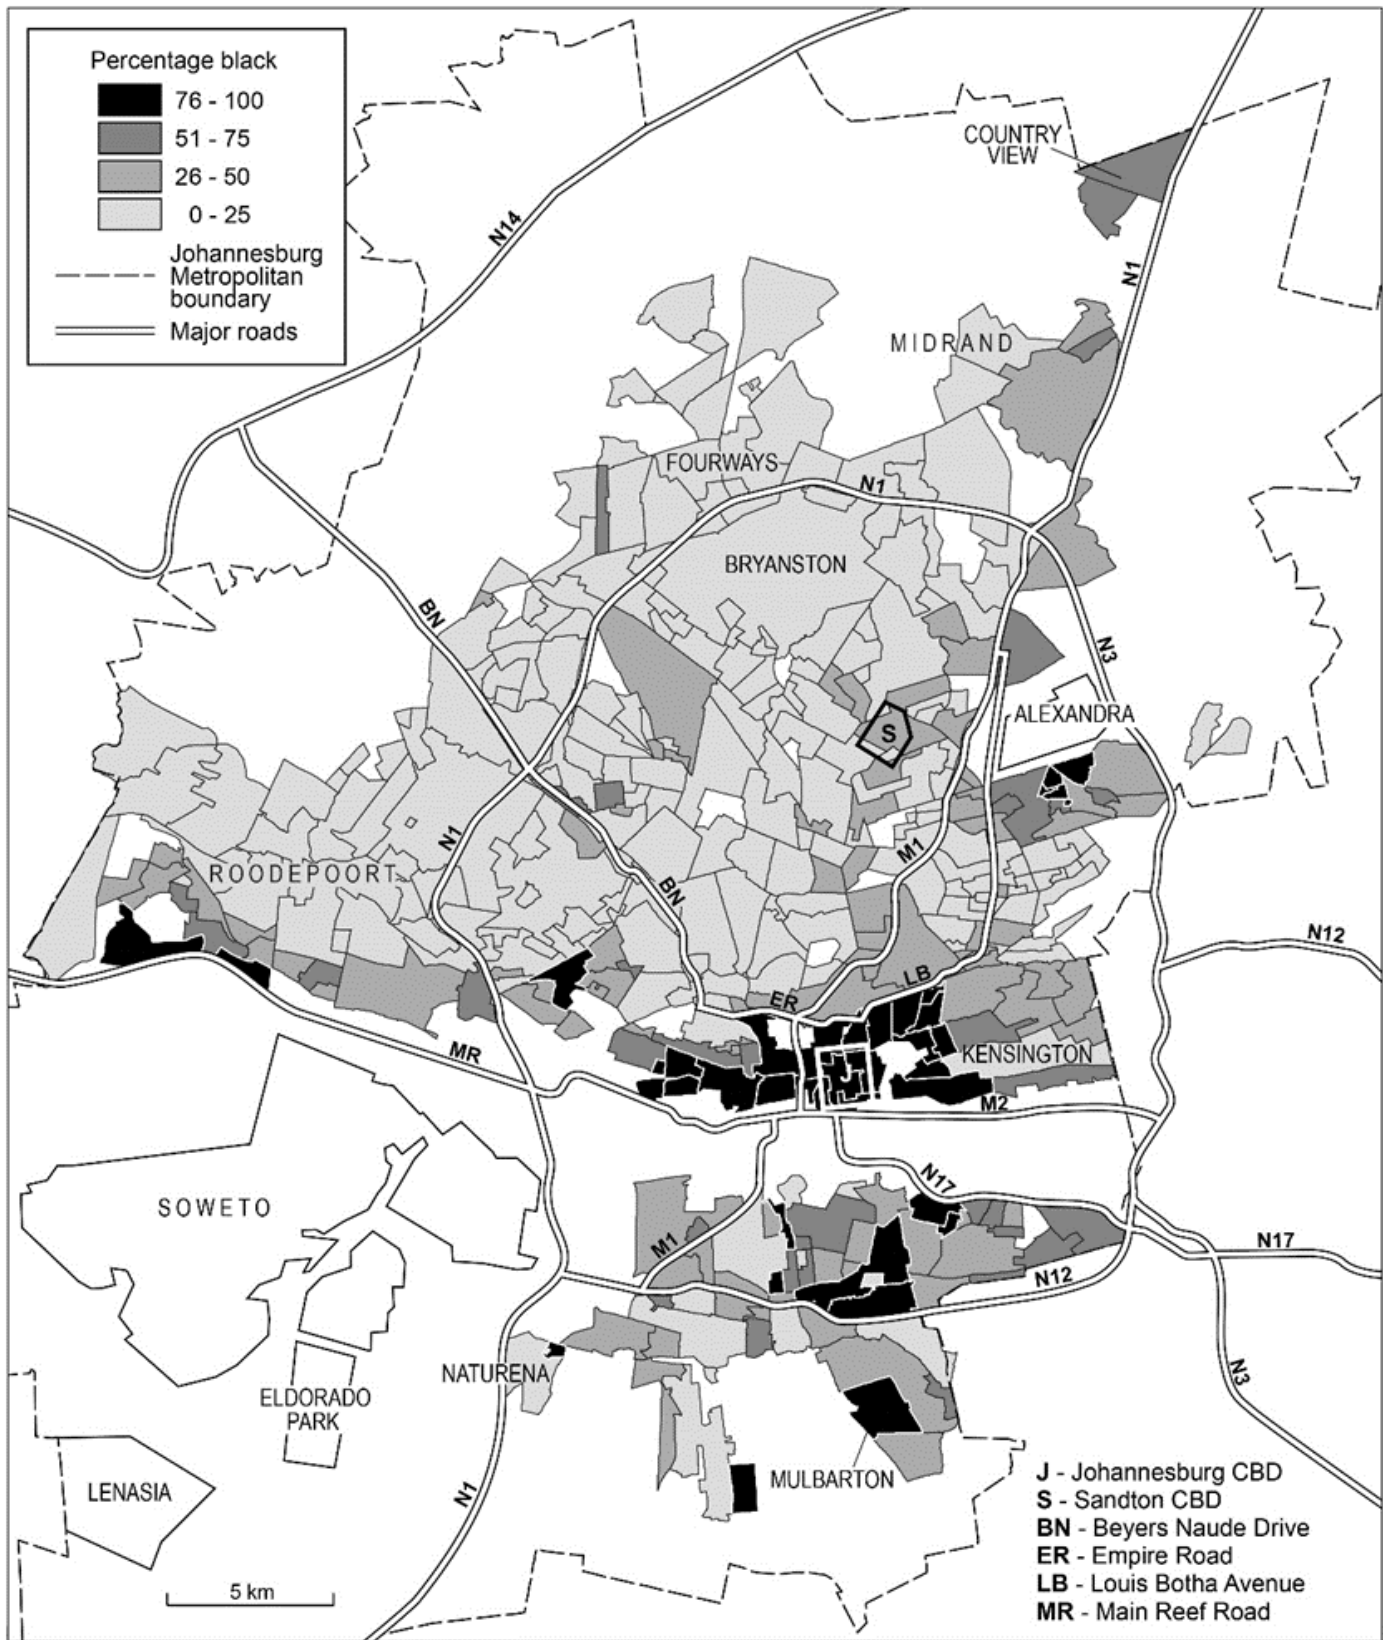 Percentage black
76 - 100
51 - 75
26 - 50
0 - 25
Johannesburg
Metropolitan
boundary
Major roads
COUNTRY
VIEW
N14
N1
MIDRAND
FOURWAYS
N1
BRYANSTON
BN
N3
S
ALEXANDRA
N1
M1
ROODEPOORT
BN
N12
LB
ER
MR
J
KENSINGTON
M2
SOWETO
N17
M1
N17
N12
NATURENA
N3
ELDORADO
PARK
LENASIA
N1
MULBARTON
J - Johannesburg CBD
S - Sandton CBD
BN - Beyers Naude Drive
ER - Empire Road
LB - Louis Botha Avenue
MR - Main Reef Road
5 km